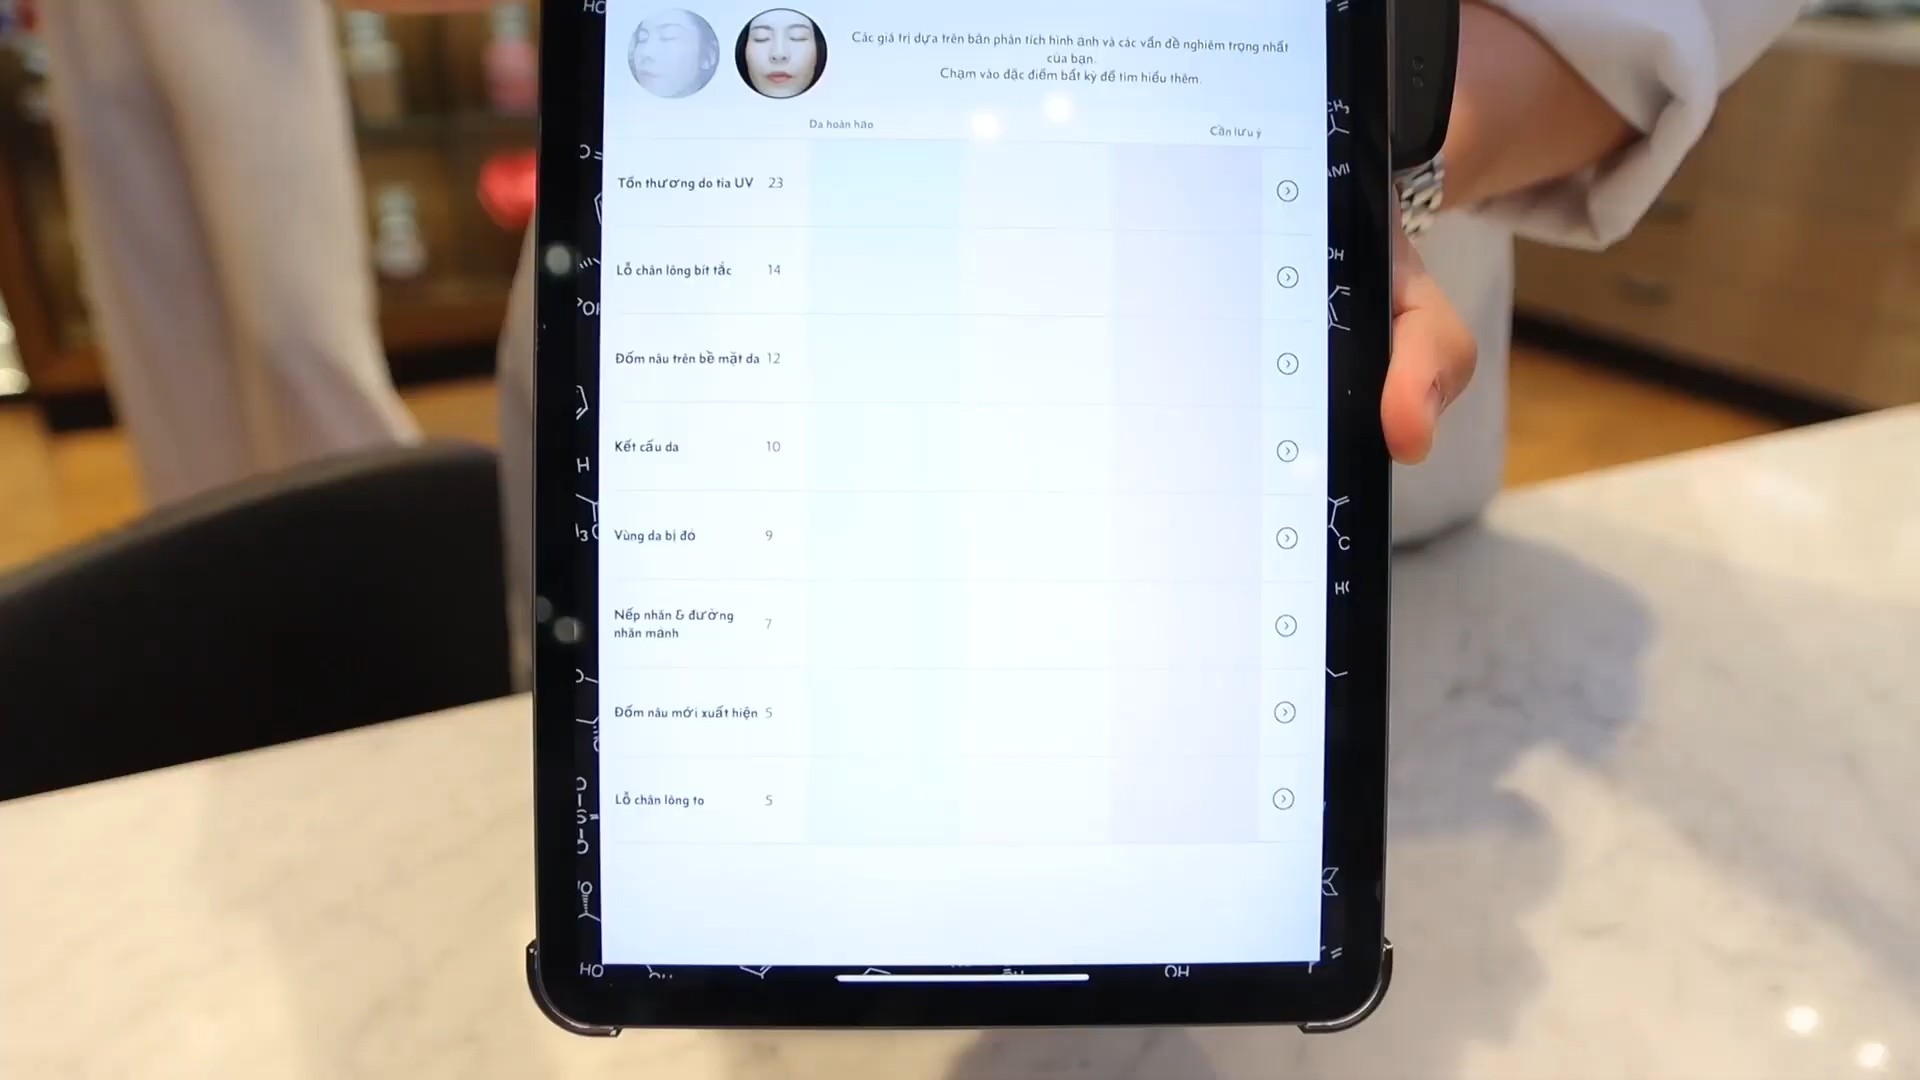 Các giá trị dựa trên bản phân tích hình ảnh và các vấn đề nghiêm trọng nhất
của bạn.
Chạm vào đặc điểm bất kỳ để tìm hiểu thêm.
Da hoàn hảo
Cần lưu ý
Tổn thương do tia UV 23
Lỗ chân lông bít tắc 14
Đốm nâu trên bề mặt da 12
Kết cấu da 10
Vùng da bị đỏ 9
Nếp nhăn & đường
nhăn mảnh 7
Đốm nâu mới xuất hiện 5
Lỗ chân lông to 5
HO
OH